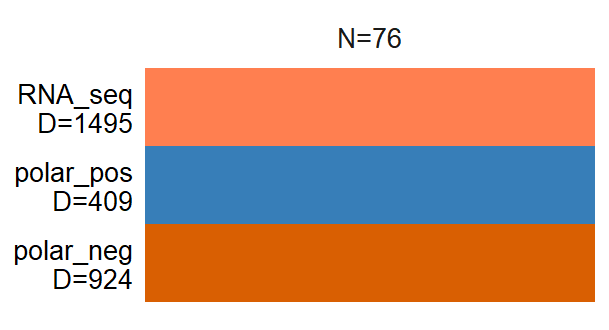 N=76
RNA_seq
D=1495
polar_pos
D=409
polar_neg
D=924